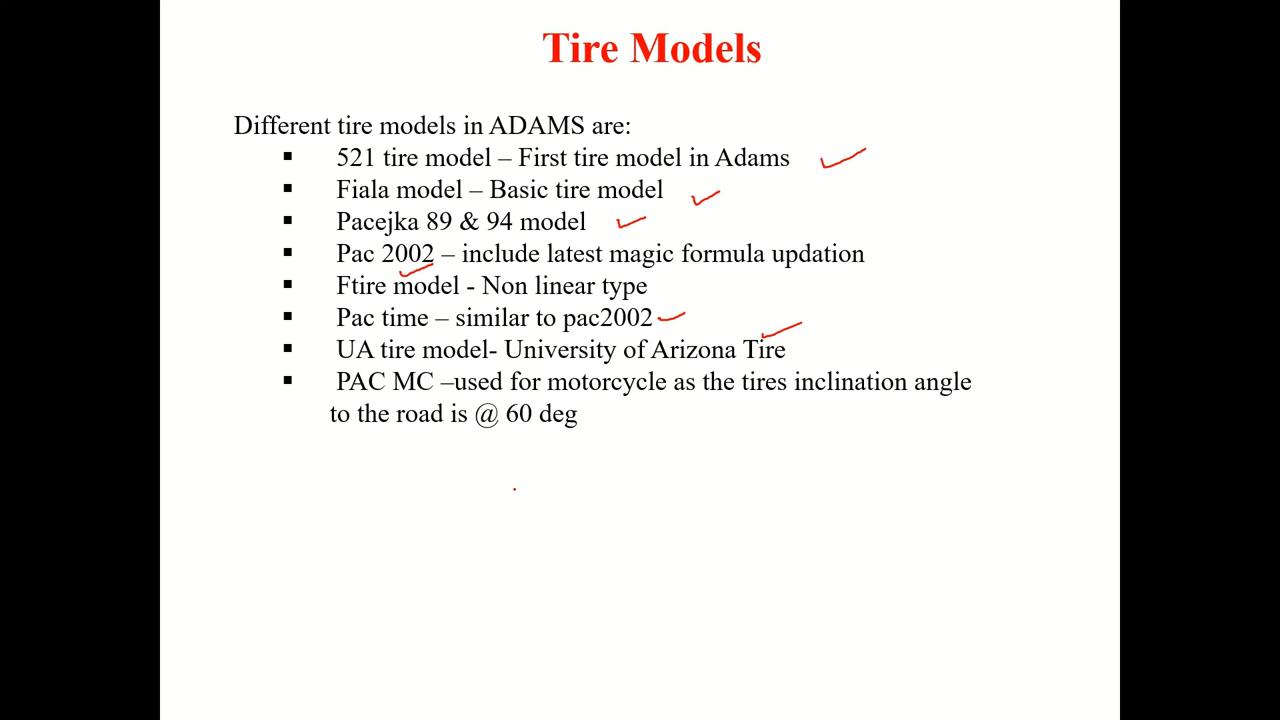 Tire Models
Different tire models in ADAMS are:
▪ 521 tire model – First tire model in Adams
▪ Fiala model – Basic tire model
▪ Pacejka 89 & 94 model
▪ Pac 2002 – include latest magic formula updation
▪ Ftire model - Non linear type
▪ Pac time – similar to pac2002
▪ UA tire model- University of Arizona Tire
▪ PAC MC –used for motorcycle as the tires inclination angle
to the road is @ 60 deg